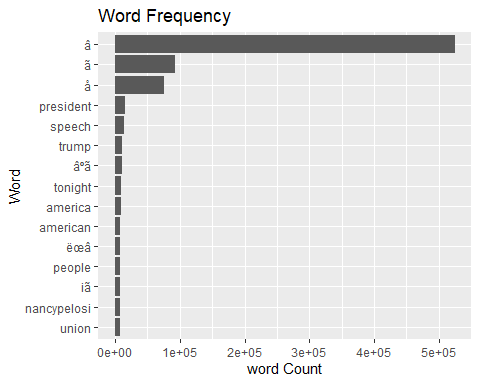 Word Frequency
â
ã
å
president
speech
trump
âºã
tonight
america
american
ëœâ
people
iã
nancypelosi
union
Word
0e+00 1e+05 2e+05 3e+05 4e+05 5e+05
word Count